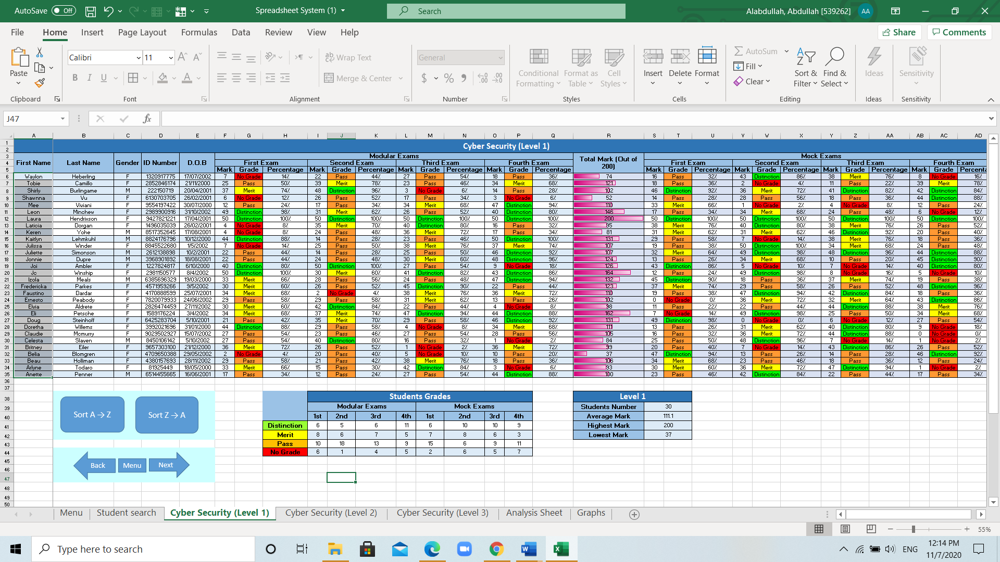 AutoSave Off Spreadsheet System (1) Search Alabdullah, Abdullah [539262] AA
File Home Insert Page Layout Formulas Data Review View Help Share Comments
Calibri 11 Wrap Text General AutoSum
Paste Conditional Format as Cell Insert Delete Format Fill Sort & Find & Ideas Sensitivity
B I U Merge & Center $ % Formatting Table Styles Clear Filter Select
Clipboard Font Alignment Number Styles Cells Editing Ideas Sensitivity
J47 fx
A B C D E F G H I J K L M N O P Q R S T U V W X Y Z AA AB AC AD
Cyber Security (Level 1)
Modular Exams Mock Exams
First Name Last Name Gender ID Number D.O.B First Exam Second Exam Third Exam Fourth Exam Total Mark (Out of 200) First Exam Second Exam Third Exam Fourth Exam
Mark Grade Percentage Mark Grade Percentage Mark Grade Percentage Mark Grade Percentage Mark Grade Percentage Mark Grade Percentage Mark Grade Percentage Mark Grade
6 Waylon Heberling F 1320917775 17/07/2002 7 No Grade 14% 22 Pass 44% 27 Pass 54% 18 Pass 36% 74 16 Pass 32% 43 Distinction 86% 38 Merit 76% 8 No Grade 16%
7 Tobie Camillo F 2852846174 21/11/2000 25 Pass 50% 39 Merit 78% 23 Pass 46% 34 Merit 68% 121 18 Pass 36% 2 No Grade 4% 11 Pass 22% 39 Merit 78%
8 Shirly Burlingame M 222150719 20/04/2001 37 Merit 74% 48 Distinction 96% 3 No Grade 6% 14 Pass 28% 102 46 Distinction 92% 36 Merit 72% 41 Distinction 82% 42 Distinction 84%
9 Shawnna Vu F 6130703705 26/02/2001 6 No Grade 12% 26 Pass 52% 17 Pass 34% 3 No Grade 6% 52 14 Pass 28% 28 Pass 56% 18 Pass 36% 44 Distinction 88%
10 Mee Viviani F 9554197422 30/07/2000 12 Pass 24% 17 Pass 34% 34 Merit 68% 47 Distinction 94% 110 33 Merit 66% 1 No Grade 2% 4 No Grade 8% 12 Pass 24%
11 Leon Minchew F 2989900916 31/10/2002 49 Distinction 98% 31 Merit 62% 26 Pass 52% 40 Distinction 80% 146 17 Pass 34% 34 Merit 68% 24 Pass 48% 6 No Grade 12%
12 Laura Hendrixson F 9427821221 17/04/2001 50 Distinction 100% 50 Distinction 100% 50 Distinction 100% 50 Distinction 100% 200 50 Distinction 100% 50 Distinction 100% 50 Distinction 100% 50 Distinction 100%
13 Laticia Dorgan F 1496035039 26/02/2001 4 No Grade 8% 35 Merit 70% 40 Distinction 80% 16 Pass 32% 95 38 Merit 76% 40 Distinction 80% 38 Merit 76% 26 Pass 52%
14 Keren Yohe M 8517352645 17/08/2001 4 No Grade 8% 24 Pass 48% 36 Merit 72% 17 Pass 34% 81 31 Merit 62% 31 Merit 62% 46 Distinction 92% 20 Pass 40%
15 Kaitlyn Lehmkuhl M 8824176796 10/12/2000 44 Distinction 88% 14 Pass 28% 23 Pass 46% 50 Distinction 100% 131 29 Pass 58% 7 No Grade 14% 38 Merit 76% 18 Pass 36%
16 Julissa Winder F 8845522680 1/5/2002 7 No Grade 14% 25 Pass 50% 38 Merit 76% 37 Merit 74% 107 19 Pass 38% 50 Distinction 100% 34 Merit 68% 24 Pass 48%
17 Juliette Simonson M 2612138898 10/2/2001 22 Pass 44% 14 Pass 28% 25 Pass 50% 46 Distinction 92% 107 32 Merit 64% 49 Distinction 98% 48 Distinction 96% 44 Distinction 88%
18 Jonnie Dupre M 3968901892 18/08/2001 22 Pass 44% 24 Pass 48% 30 Merit 60% 48 Distinction 96% 124 13 Pass 26% 34 Merit 68% 10 Pass 20% 45 Distinction 90%
19 Joi Ambler F 1227824817 6/10/2000 40 Distinction 80% 50 Distinction 100% 27 Pass 54% 9 No Grade 18% 126 43 Distinction 86% 5 No Grade 10% 7 No Grade 14% 40 Distinction 80%
20 Jc Winship F 2981150577 8/4/2002 50 Distinction 100% 30 Merit 60% 41 Distinction 82% 43 Distinction 86% 164 12 Pass 24% 49 Distinction 98% 8 No Grade 16% 5 No Grade 10%
21 Izola Meals M 6385696329 19/03/2000 33 Merit 66% 28 Pass 56% 24 Pass 48% 47 Distinction 94% 132 45 Distinction 90% 18 Pass 36% 37 Merit 74% 19 Pass 38%
22 Fredericka Parkes F 4571959266 9/5/2002 30 Merit 60% 26 Pass 52% 45 Distinction 90% 22 Pass 44% 123 37 Merit 74% 29 Pass 58% 26 Pass 52% 48 Distinction 96%
23 Faustino Dardar F 4170888599 25/07/2001 34 Merit 68% 2 No Grade 4% 38 Merit 76% 36 Merit 72% 110 19 Pass 38% 47 Distinction 94% 42 Distinction 84% 18 Pass 36%
24 Ernesto Peabody F 7820079933 24/06/2002 29 Pass 58% 29 Pass 58% 31 Merit 62% 13 Pass 26% 102 0 No Grade 0% 36 Merit 72% 32 Merit 64% 43 Distinction 86%
25 Elvia Aldrete F 2826474459 27/11/2002 30 Merit 60% 42 Distinction 84% 22 Pass 44% 4 No Grade 8% 98 11 Pass 22% 22 Pass 44% 44 Distinction 88% 38 Merit 76%
26 Eli Petsche F 1589176224 3/4/2002 34 Merit 68% 37 Merit 74% 47 Distinction 94% 44 Distinction 88% 162 7 No Grade 14% 49 Distinction 98% 25 Pass 50% 34 Merit 68%
27 Doug Steinhoff F 6425283704 5/10/2001 21 Pass 42% 35 Merit 70% 29 Pass 58% 46 Distinction 92% 131 49 Distinction 98% 0 No Grade 0% 6 No Grade 12% 27 Pass 54%
28 Doretha Willems F 3992021696 31/01/2000 44 Distinction 88% 29 Pass 58% 4 No Grade 8% 34 Merit 68% 111 13 Pass 26% 31 Merit 62% 40 Distinction 80% 9 No Grade 18%
29 Claudie Mcmurry M 9029502927 15/07/2002 27 Pass 54% 23 Pass 46% 27 Pass 54% 28 Pass 56% 105 16 Pass 32% 36 Merit 72% 44 Distinction 88% 0 No Grade 0%
30 Celesta Slaven M 8450106142 5/10/2002 27 Pass 54% 40 Distinction 80% 16 Pass 32% 1 No Grade 2% 84 25 Pass 50% 48 Distinction 96% 7 No Grade 14% 1 No Grade 2%
31 Britney Eiler F 9657303100 21/12/2000 36 Merit 72% 26 Pass 52% 1 No Grade 2% 36 Merit 72% 99 20 Pass 40% 7 No Grade 14% 43 Distinction 86% 26 Pass 52%
32 Belia Blomgren F 4709650388 29/05/2002 2 No Grade 4% 20 Pass 40% 5 No Grade 10% 10 Pass 20% 37 47 Distinction 94% 13 Pass 26% 14 Pass 28% 46 Distinction 92%
33 Beau Holliman F 4380157693 28/11/2002 29 Pass 58% 21 Pass 42% 38 Merit 76% 18 Pass 36% 106 34 Merit 68% 23 Pass 46% 18 Pass 36% 12 Pass 24%
34 Arlyne Todaro F 81925449 18/05/2000 33 Merit 66% 15 Pass 30% 42 Distinction 84% 3 No Grade 6% 93 30 Merit 60% 36 Merit 72% 47 Distinction 94% 1 No Grade 2%
35 Anette Penner M 6514455665 16/06/2001 17 Pass 34% 12 Pass 24% 27 Pass 54% 44 Distinction 88% 100 23 Pass 46% 42 Distinction 84% 22 Pass 44% 17 Pass 34%
Sort A → Z Sort Z → A
Back Menu Next
Students Grades
Modular Exams Mock Exams
1st 2nd 3rd 4th 1st 2nd 3rd 4th
Distinction 6 5 6 11 6 10 10 9
Merit 8 6 7 5 7 8 6 3
Pass 10 18 13 9 15 6 9 11
No Grade 6 1 4 5 2 6 5 7
Level 1
Students Number 30
Average Mark 111.1
Highest Mark 200
Lowest Mark 37
Menu Student search Cyber Security (Level 1) Cyber Security (Level 2) Cyber Security (Level 3) Analysis Sheet Graphs
55%
Type here to search ENG 12:14 PM
11/7/2020